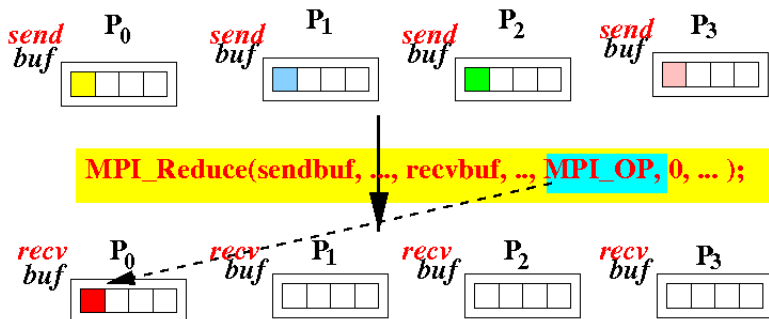 send P0 send P1 send P2 send P3
buf buf buf buf
MPI_Reduce(sendbuf, ..., recvbuf, .., MPI_OP, 0, ... );
recv P0 recv P1 recv P2 recv P3
buf buf buf buf